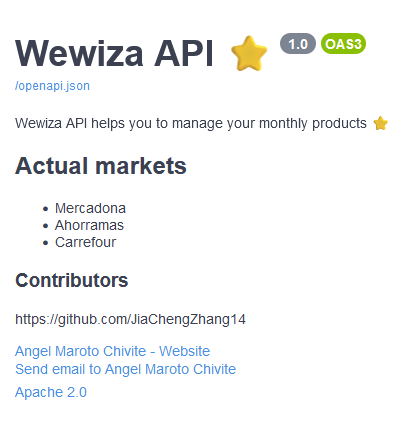 Wewiza API ⭐ 1.0 OAS3
/openapi.json
Wewiza API helps you to manage your monthly products ⭐
Actual markets
• Mercadona
• Ahorramas
• Carrefour
Contributors
https://github.com/JiaChengZhang14
Angel Maroto Chivite - Website
Send email to Angel Maroto Chivite
Apache 2.0